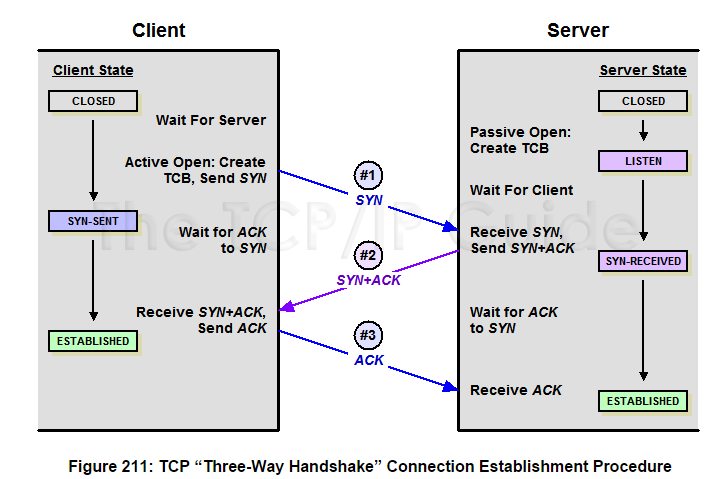 Client
Server
Client State
CLOSED
Wait For Server
Active Open: Create
TCB, Send SYN
SYN-SENT
Wait for ACK
to SYN
Receive SYN+ACK,
Send ACK
ESTABLISHED
#1
SYN
#2
SYN+ACK
#3
ACK
Server State
CLOSED
Passive Open:
Create TCB
LISTEN
Wait For Client
Receive SYN,
Send SYN+ACK
SYN-RECEIVED
Wait for ACK
to SYN
Receive ACK
ESTABLISHED
The TCP/IP Guide
Figure 211: TCP “Three-Way Handshake” Connection Establishment Procedure